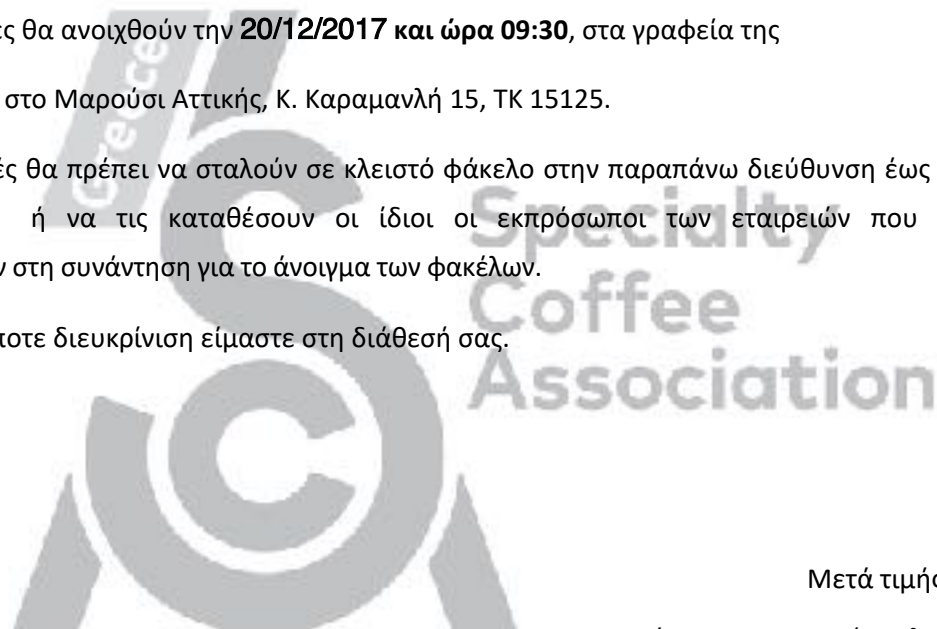 ες θα ανοιχθούν την 20/12/2017 και ώρα 09:30, στα γραφεία της
στο Μαρούσι Αττικής, Κ. Καραμανλή 15, ΤΚ 15125.
ές θα πρέπει να σταλούν σε κλειστό φάκελο στην παραπάνω διεύθυνση έως
ή να τις καταθέσουν οι ίδιοι οι εκπρόσωποι των εταιρειών που
ν στη συνάντηση για το άνοιγμα των φακέλων.
ποτε διευκρίνιση είμαστε στη διάθεσή σας.
Μετά τιμής
Greece
Specialty
Coffee
Association